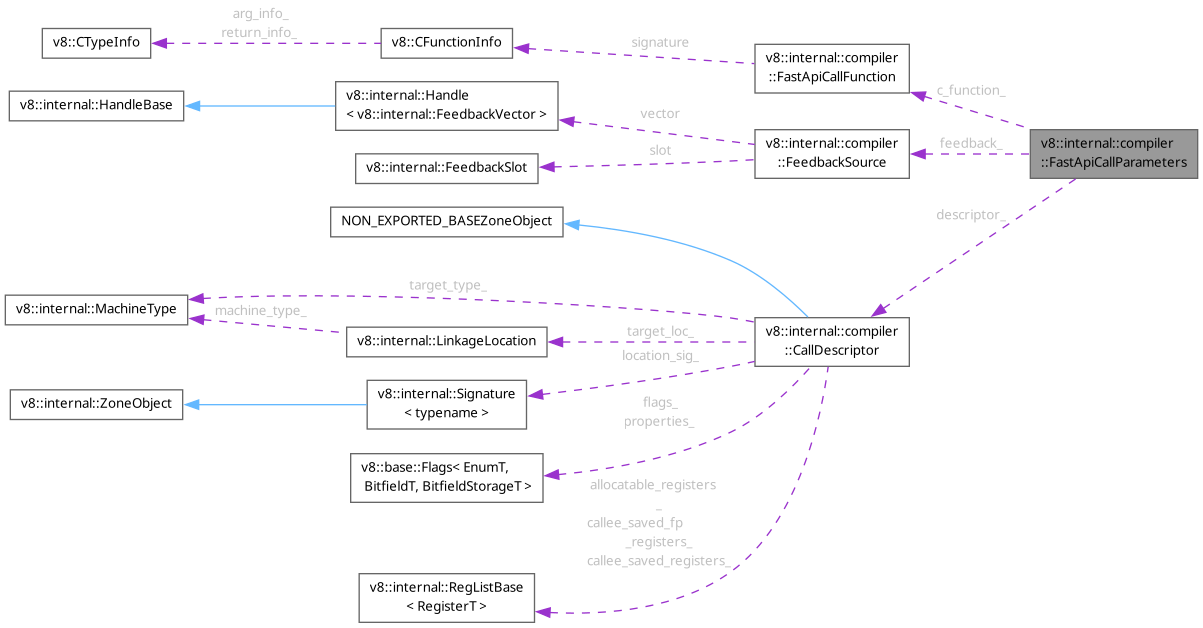 arg_info_
return_info_
v8::CTypeInfo
v8::CFunctionInfo
signature
v8::internal::compiler
::FastApiCallFunction
c_function_
v8::internal::HandleBase
v8::internal::Handle
< v8::internal::FeedbackVector >
vector
slot
v8::internal::compiler
::FeedbackSource
feedback_
v8::internal::compiler
::FastApiCallParameters
v8::internal::FeedbackSlot
NON_EXPORTED_BASEZoneObject
descriptor_
target_type_
v8::internal::MachineType
machine_type_
v8::internal::LinkageLocation
target_loc_
location_sig_
v8::internal::compiler
::CallDescriptor
v8::internal::ZoneObject
v8::internal::Signature
< typename >
flags_
properties_
v8::base::Flags< EnumT,
BitfieldT, BitfieldStorageT >
allocatable_registers
_
callee_saved_fp
_registers_
callee_saved_registers_
v8::internal::RegListBase
< RegisterT >